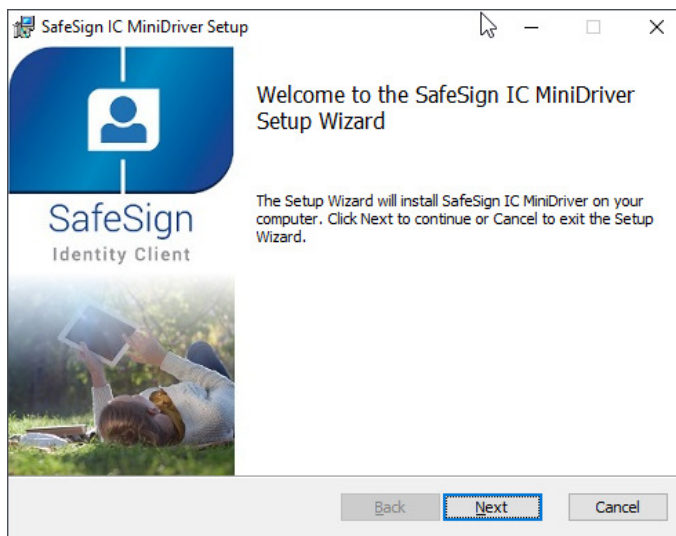 SafeSign IC MiniDriver Setup
Welcome to the SafeSign IC MiniDriver
Setup Wizard
The Setup Wizard will install SafeSign IC MiniDriver on your
computer. Click Next to continue or Cancel to exit the Setup
Wizard.
SafeSign
Identity Client
Back
Next
Cancel